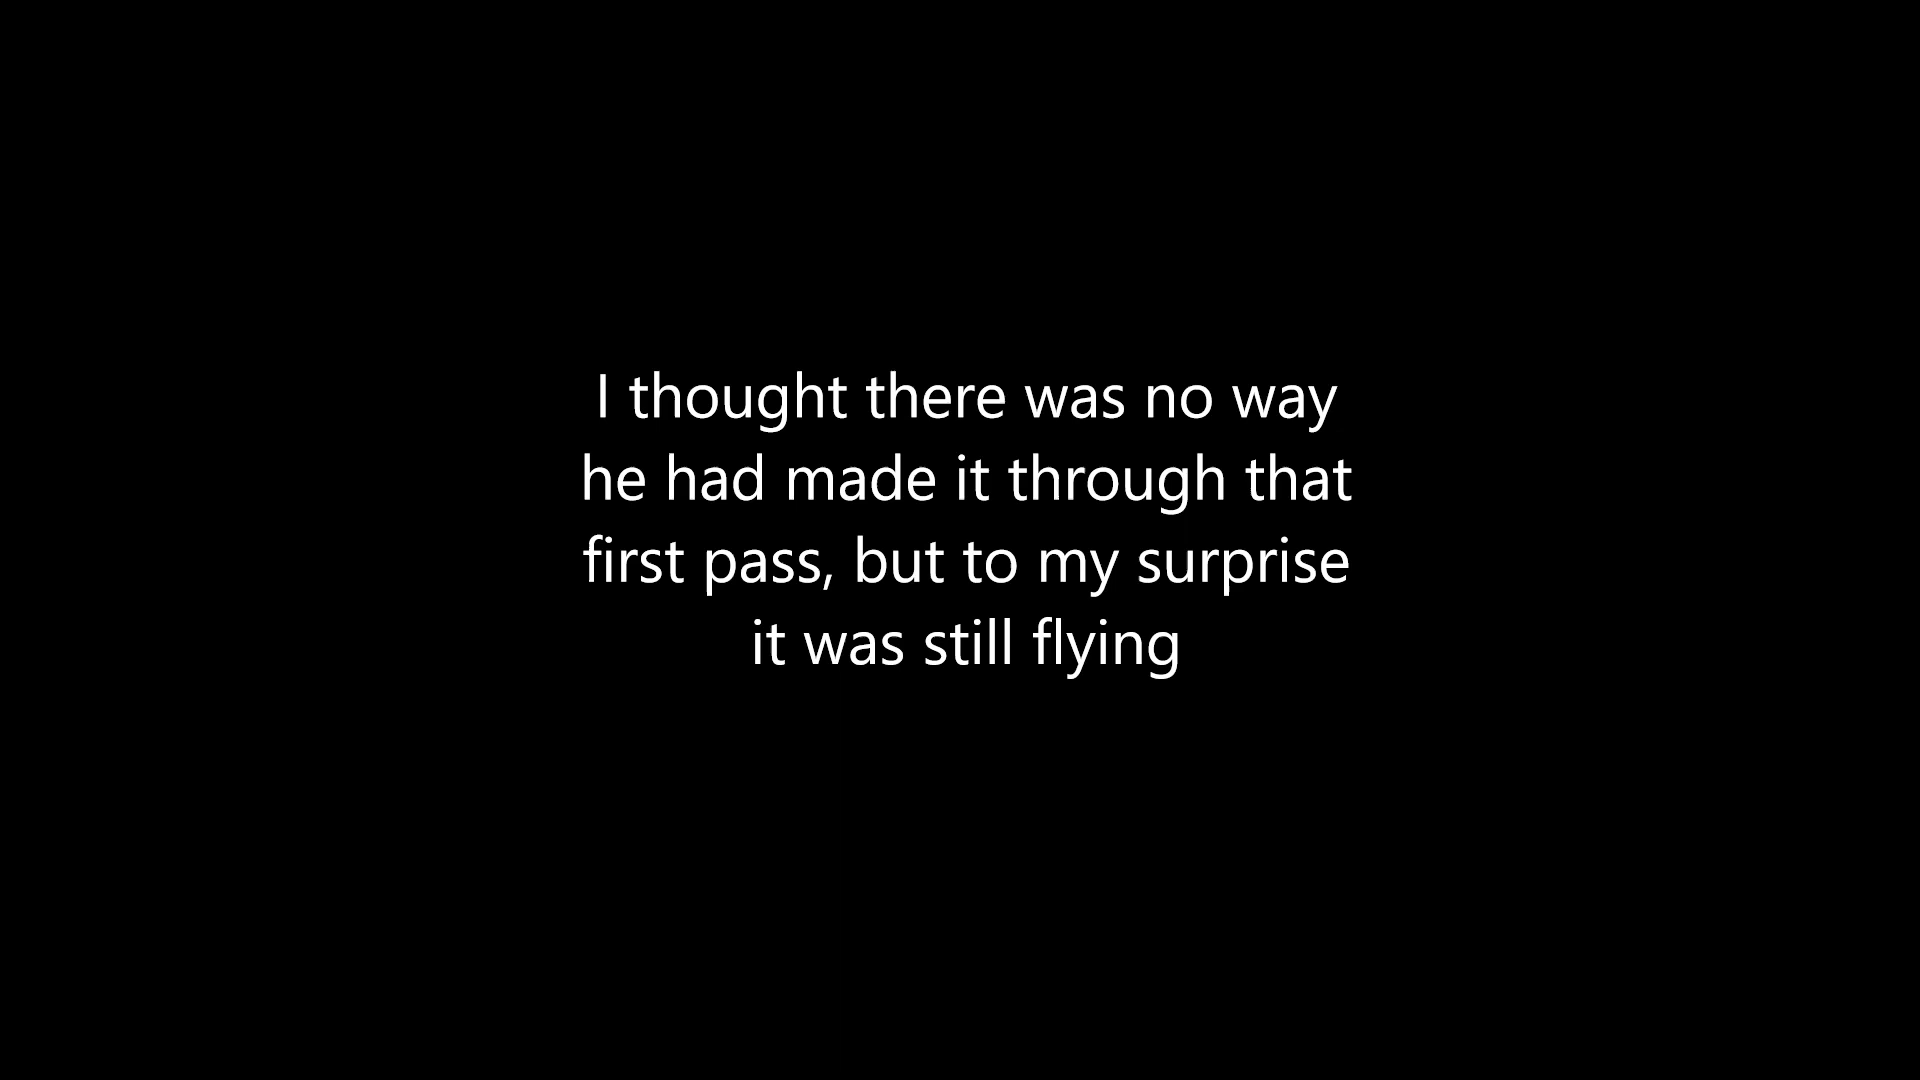 I thought there was no way
he had made it through that
first pass, but to my surprise
it was still flying